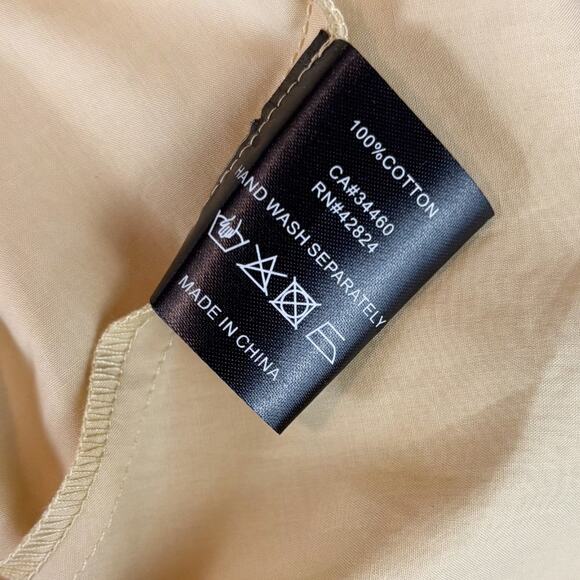 100%COTTON
CA#34460
RN#42824
HAND WASH SEPARATELY
MADE IN CHINA